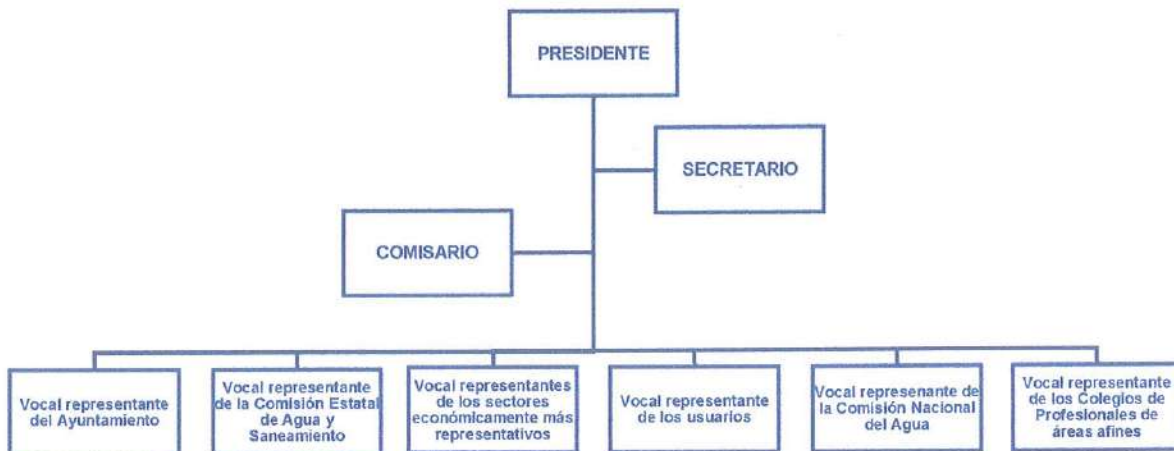 PRESIDENTE
SECRETARIO
COMISARIO
Vocal representante
del Ayuntamiento
Vocal representante
de la Comisión Estatal
de Agua y
Saneamiento
Vocal representantes
de los sectores
económicamente más
representativos
Vocal representante
de los usuarios
Vocal represenante de
la Comisión Nacional
del Agua
Vocal representante
de los Colegios de
Profesionales de
áreas afines